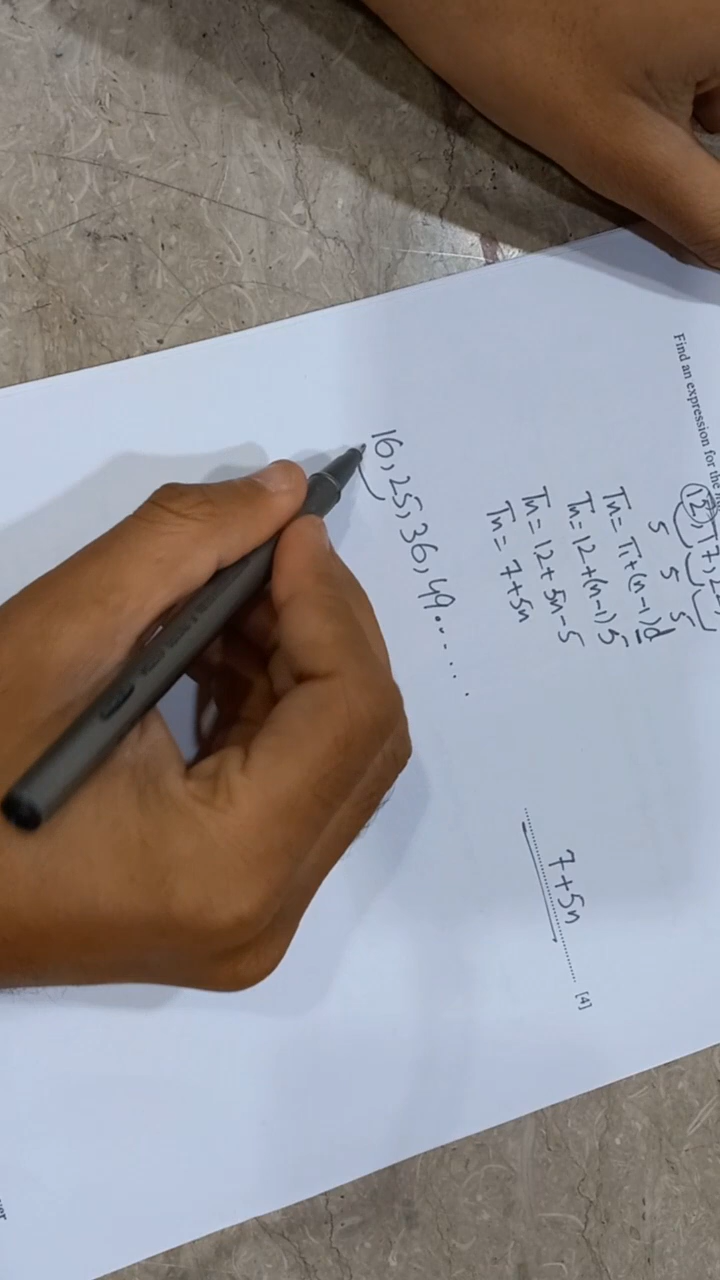 Find an expression for the
12, 17, 2
5 5 5
Tn = T1 + (n-1)d
Tn = 12 + (n-1)5
Tn = 12 + 5n - 5
Tn = 7 + 5n
7+5n
[4]
16, 25, 36, 49......